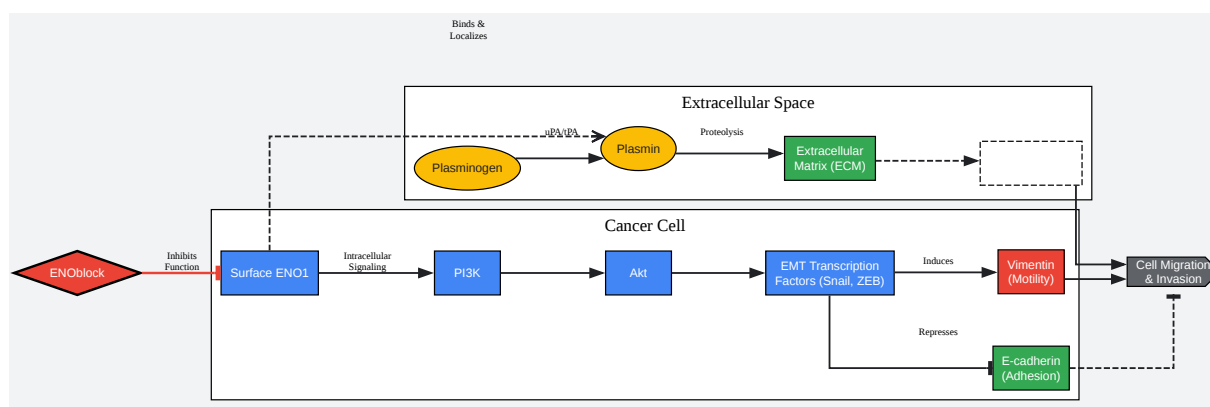 Binds &
Localizes
Extracellular Space
uPA/tPA
Proteolysis
Plasminogen
Plasmin
Extracellular
Matrix (ECM)
Cancer Cell
ENOblock
Inhibits
Function
Surface ENO1
Intracellular
Signaling
PI3K
Akt
EMT Transcription
Factors (Snail, ZEB)
Induces
Vimentin
(Motility)
Cell Migration
& Invasion
Represses
E-cadherin
(Adhesion)